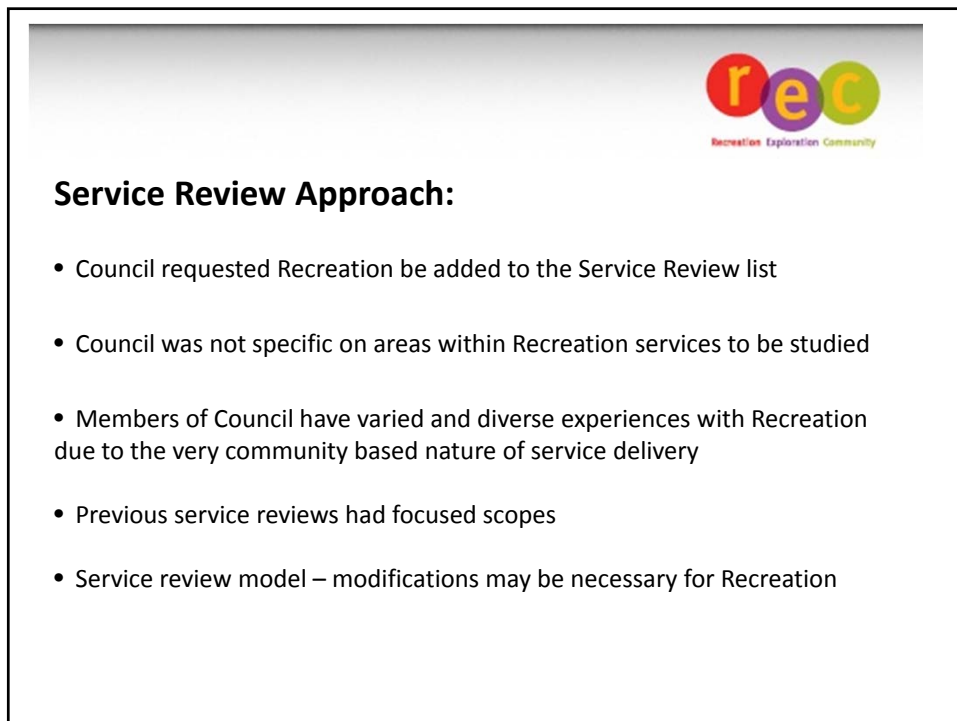 rec
Recreation Exploration Community
Service Review Approach:
• Council requested Recreation be added to the Service Review list
• Council was not specific on areas within Recreation services to be studied
• Members of Council have varied and diverse experiences with Recreation
due to the very community based nature of service delivery
• Previous service reviews had focused scopes
• Service review model – modifications may be necessary for Recreation